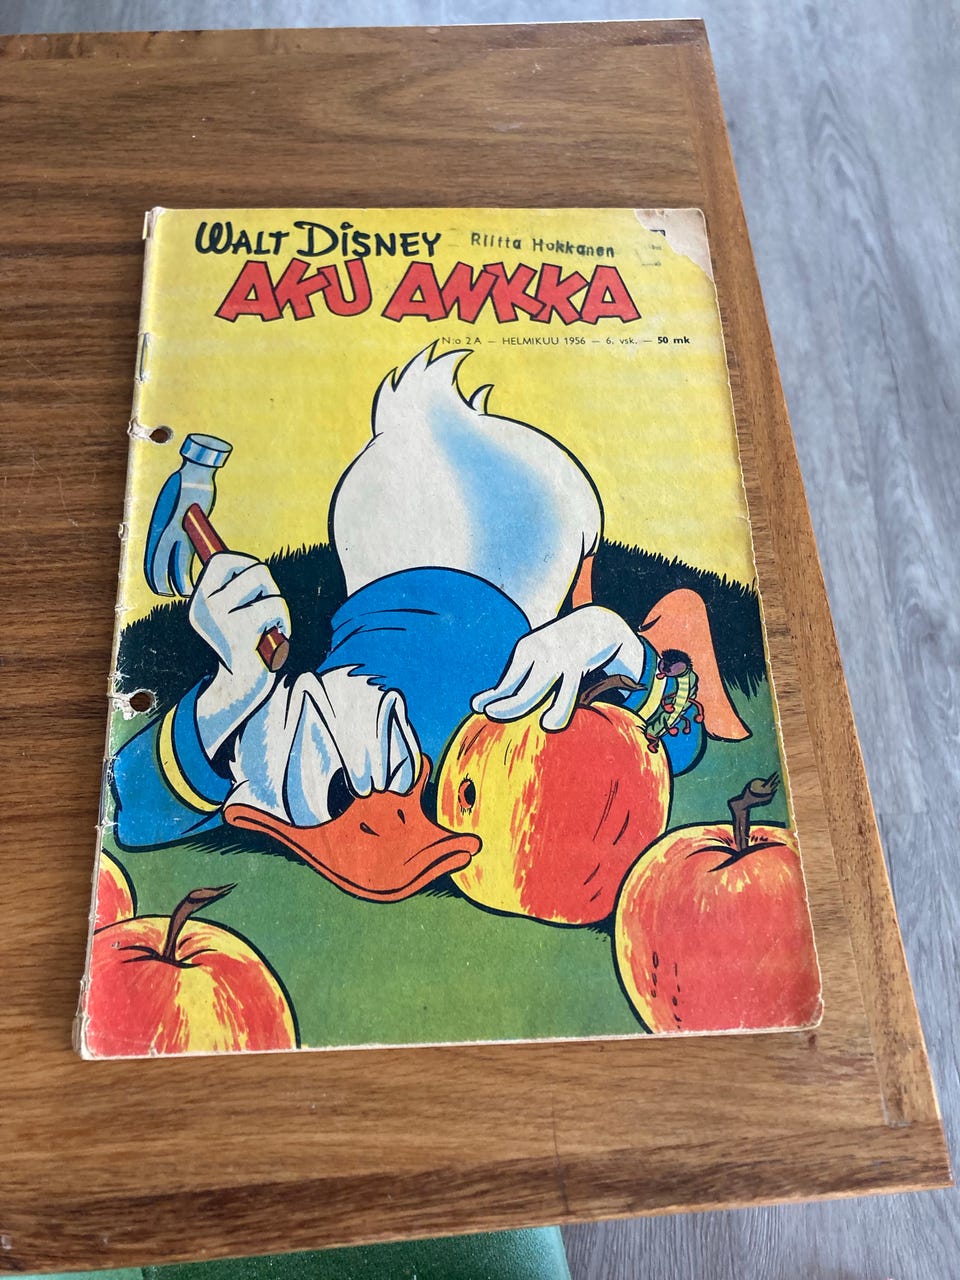 WALT DISNEY
Riitta Hokkanen
AKU ANKKA
N:o 2 A — HELMIKUU 1956 — 6. vsk. — 50 mk